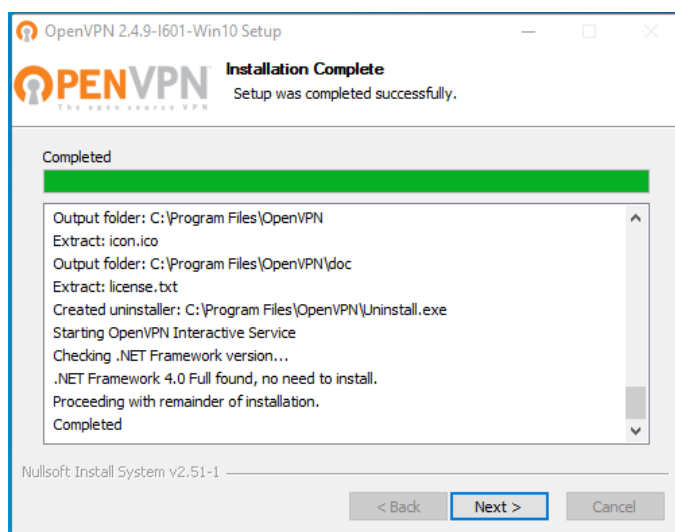 OpenVPN 2.4.9-I601-Win10 Setup
OPENVPN
The open source VPN
Installation Complete
Setup was completed successfully.
Completed
Output folder: C:\Program Files\OpenVPN
Extract: icon.ico
Output folder: C:\Program Files\OpenVPN\doc
Extract: license.txt
Created uninstaller: C:\Program Files\OpenVPN\Uninstall.exe
Starting OpenVPN Interactive Service
Checking .NET Framework version...
.NET Framework 4.0 Full found, no need to install.
Proceeding with remainder of installation.
Completed
Nullsoft Install System v2.51-1
< Back Next > Cancel